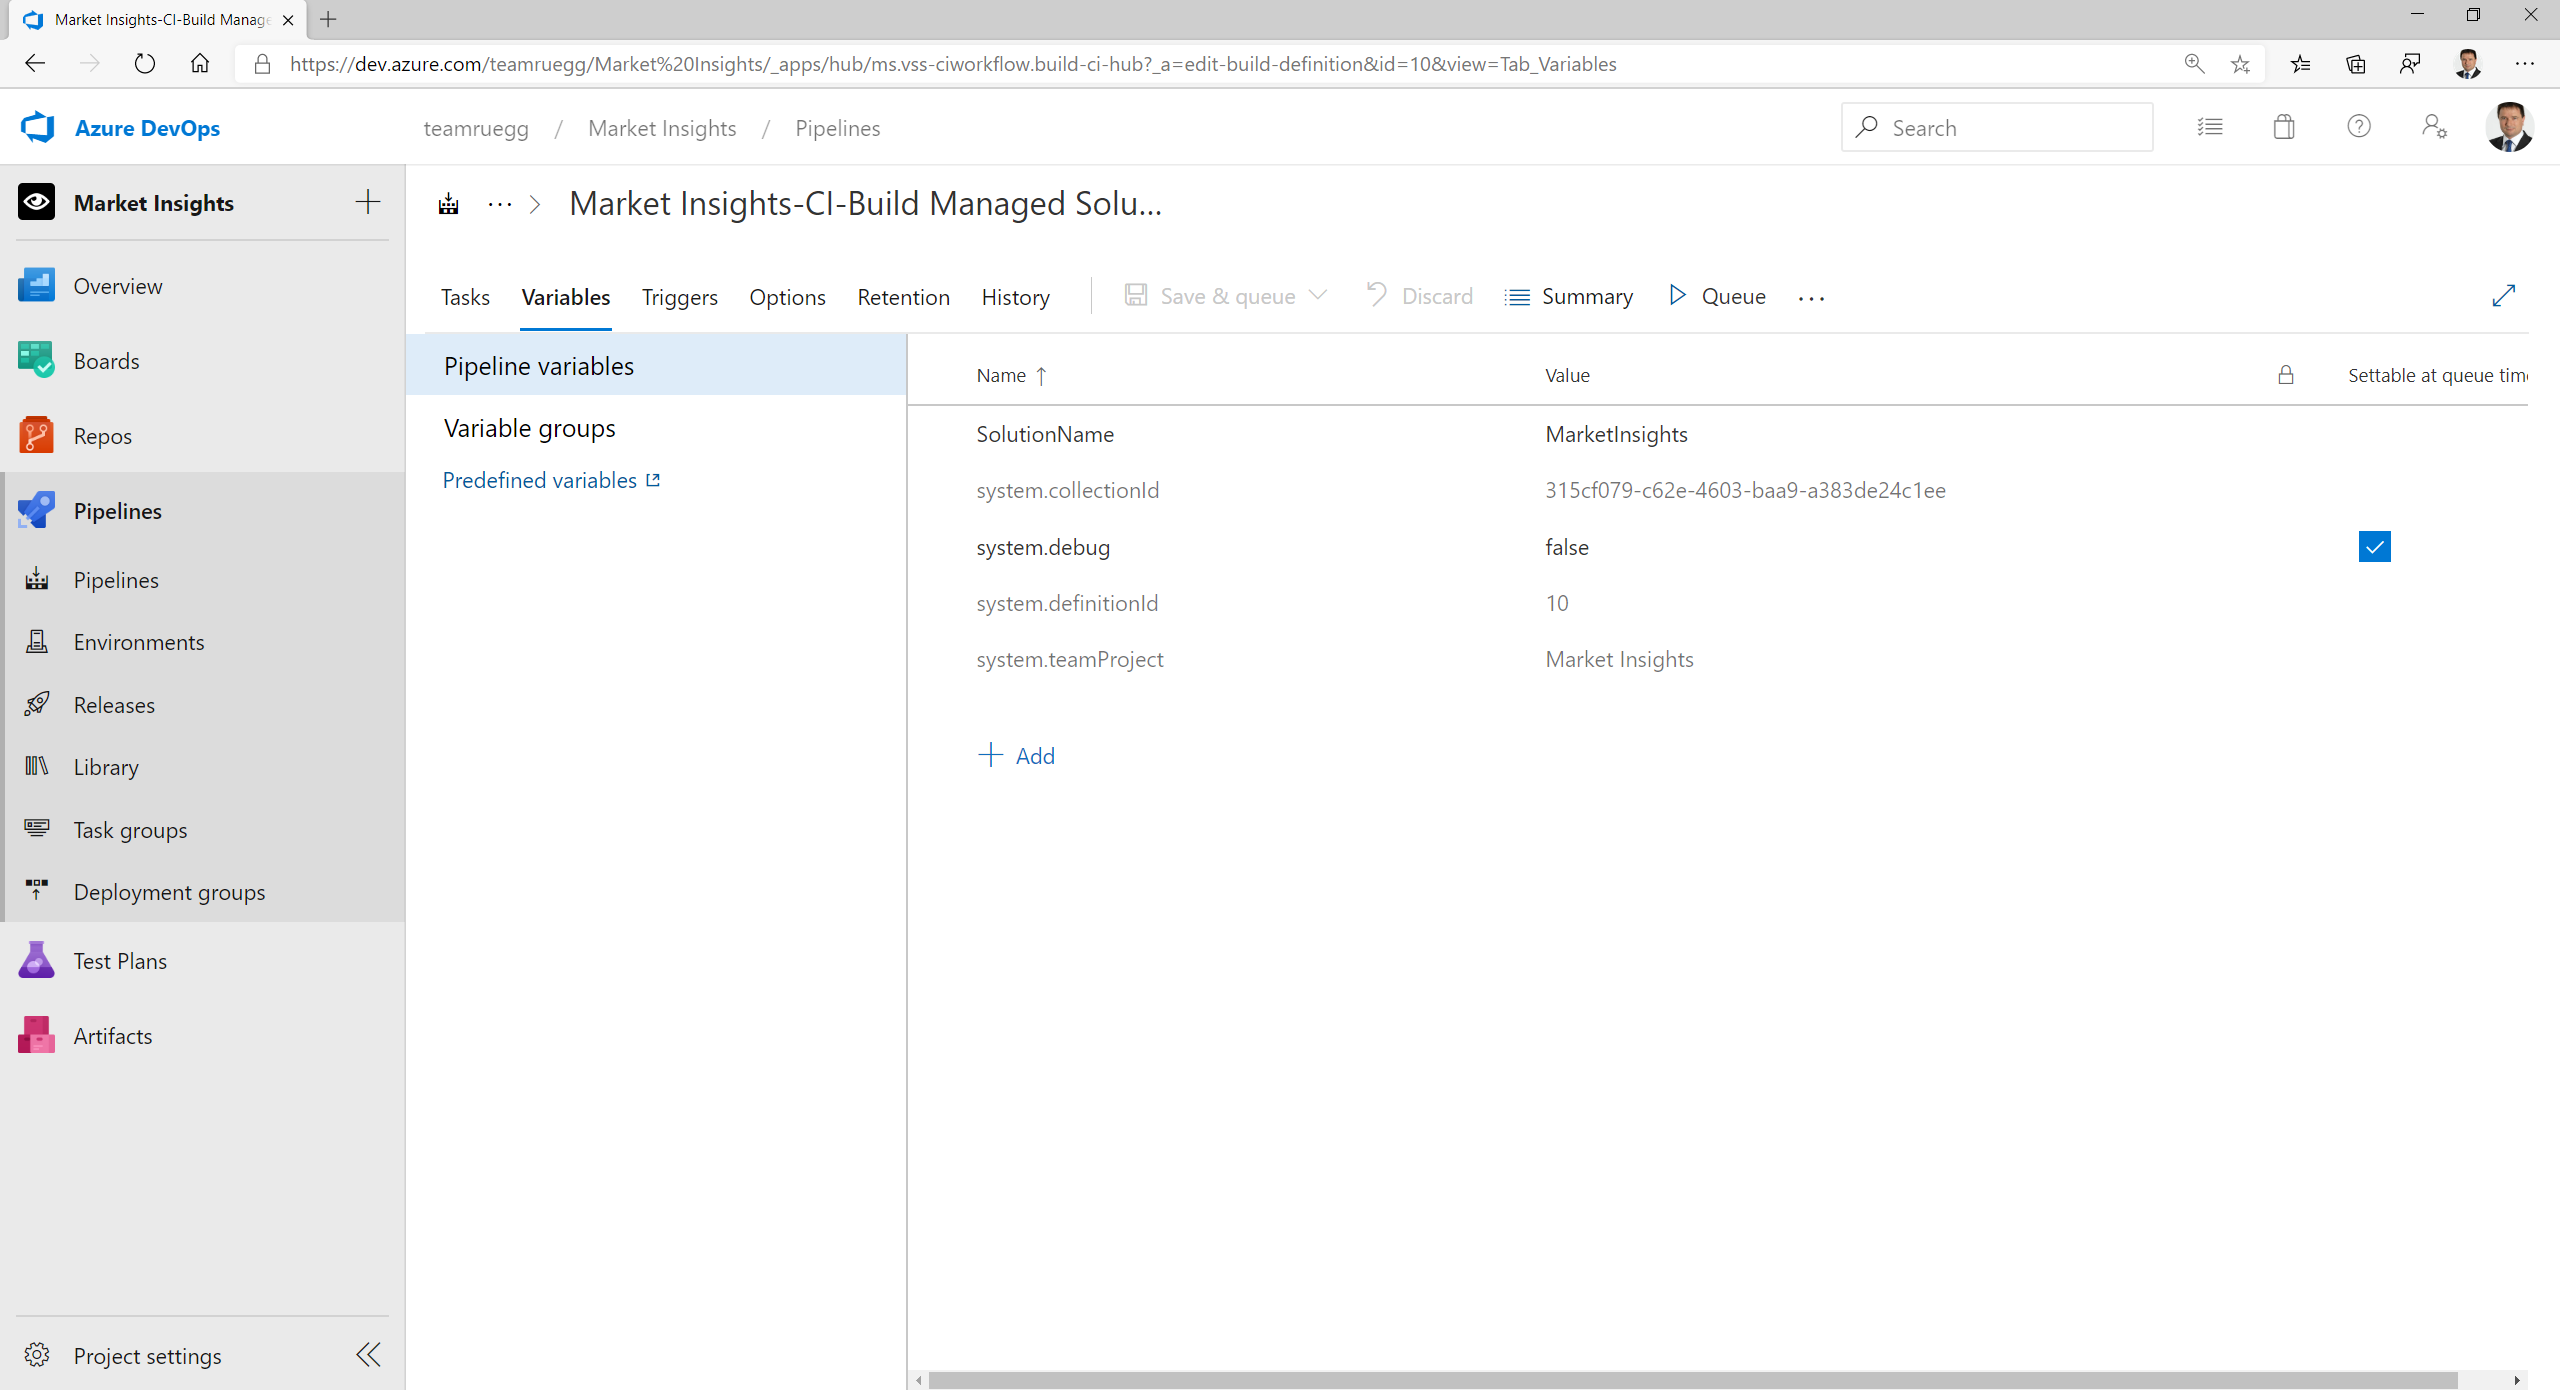 Market Insights-CI-Build Manage
https://dev.azure.com/teamruegg/Market%20Insights/_apps/hub/ms.vss-ciworkflow.build-ci-hub?_a=edit-build-definition&id=10&view=Tab_Variables
Azure DevOps
teamruegg / Market Insights / Pipelines
Search
Market Insights
Overview
Boards
Repos
Pipelines
Pipelines
Environments
Releases
Library
Task groups
Deployment groups
Test Plans
Artifacts
Project settings
... > Market Insights-CI-Build Managed Solu...
Tasks Variables Triggers Options Retention History Save & queue Discard Summary Queue ...
Pipeline variables
Variable groups
Predefined variables
Name ↑ Value Settable at queue time
SolutionName MarketInsights
system.collectionId 315cf079-c62e-4603-baa9-a383de24c1ee
system.debug false
system.definitionId 10
system.teamProject Market Insights
+ Add